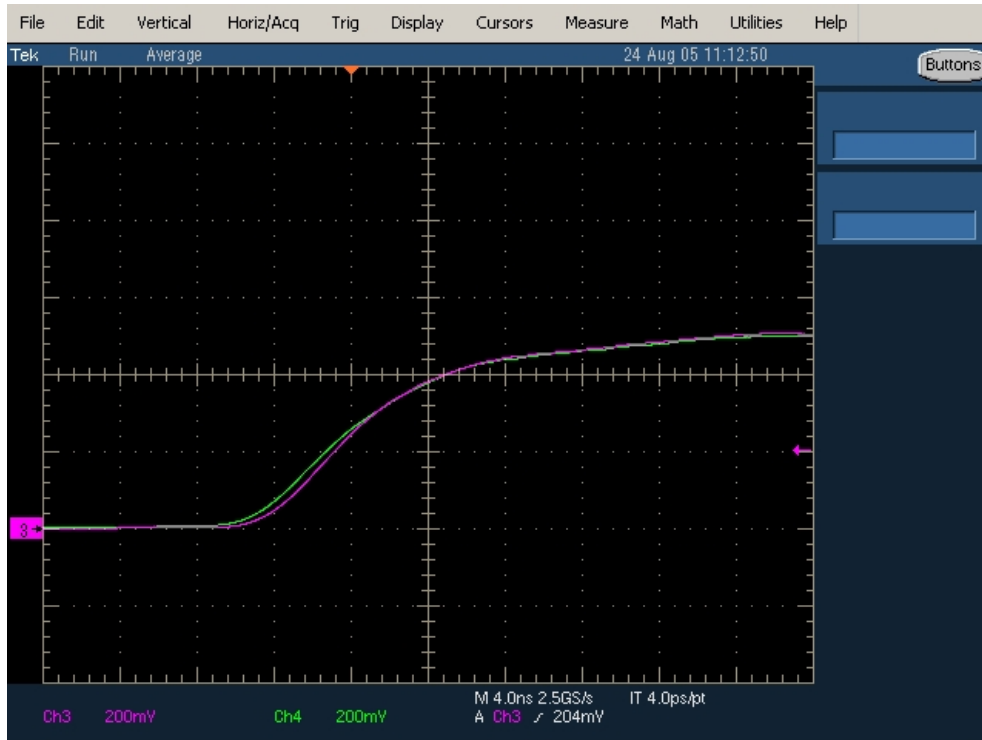 File Edit Vertical Horiz/Acq Trig Display Cursors Measure Math Utilities Help
Tek Run Average 24 Aug 05 11:12:50 Buttons
3
M 4.0ns 2.5GS/s IT 4.0ps/pt
Ch3 200mV Ch4 200mV A Ch3 204mV